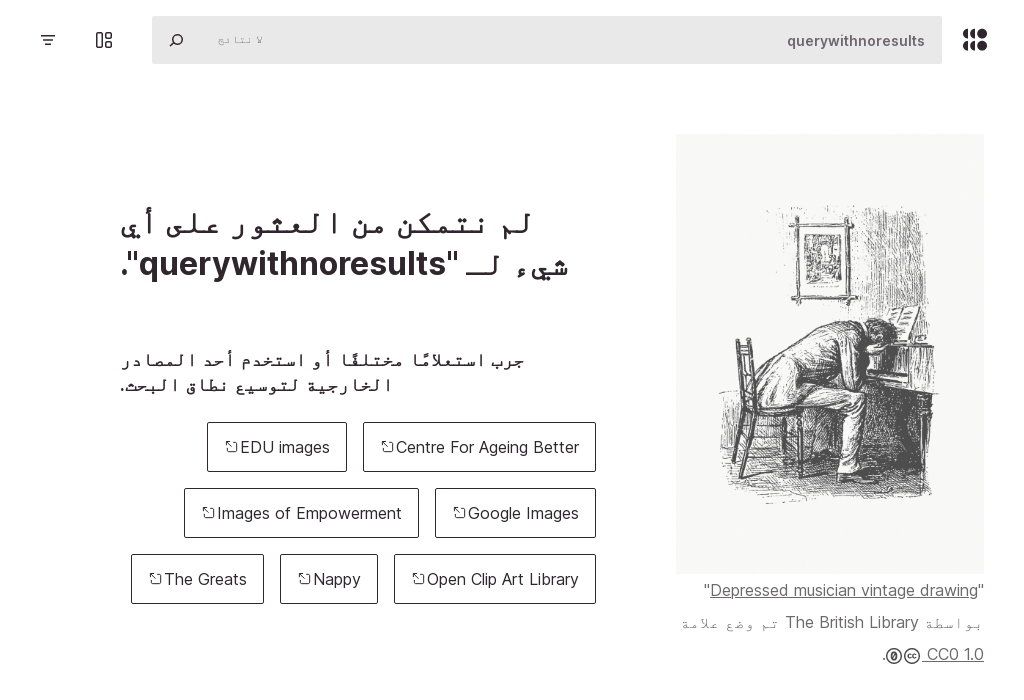 querywithnoresults
لا نتائج
لم نتمكن من العثور على أي
شيء لـ "querywithnoresults".
جرب استعلامًا مختلفًا أو استخدم أحد المصادر
الخارجية لتوسيع نطاق البحث.
Centre For Ageing Better
EDU images
Google Images
Images of Empowerment
Open Clip Art Library
Nappy
The Greats
"Depressed musician vintage drawing"
بواسطة The British Library تم وضع علامة
CC0 1.0.